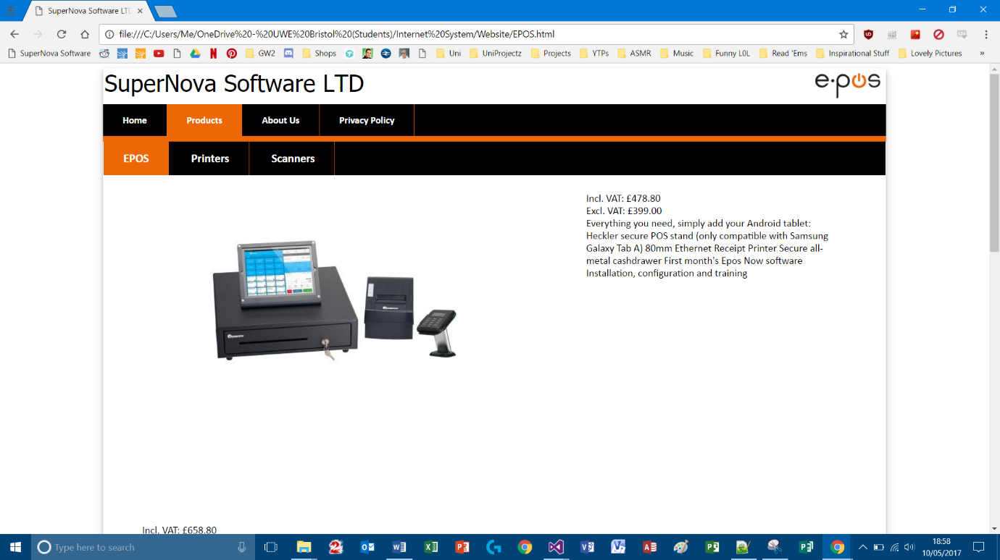 SuperNova Software LTD
file:///C:/Users/Me/OneDrive%20-%20UWE%20Bristol%20(Students)/Internet%20System/Website/EPOS.html
SuperNova Software
GW2
Shops
Uni
UniProjectz
Projects
YTPs
ASMR
Music
Funny L0L
Read 'Ems
Inspirational Stuff
Lovely Pictures
»
SuperNova Software LTD
e·pos
Home
Products
About Us
Privacy Policy
EPOS
Printers
Scanners
Incl. VAT: £478.80
Excl. VAT: £399.00
Everything you need, simply add your Android tablet:
Heckler secure POS stand (only compatible with Samsung
Galaxy Tab A) 80mm Ethernet Receipt Printer Secure all-
metal cashdrawer First month's Epos Now software
Installation, configuration and training
Incl. VAT: £658.80
Type here to search
18:58
10/05/2017